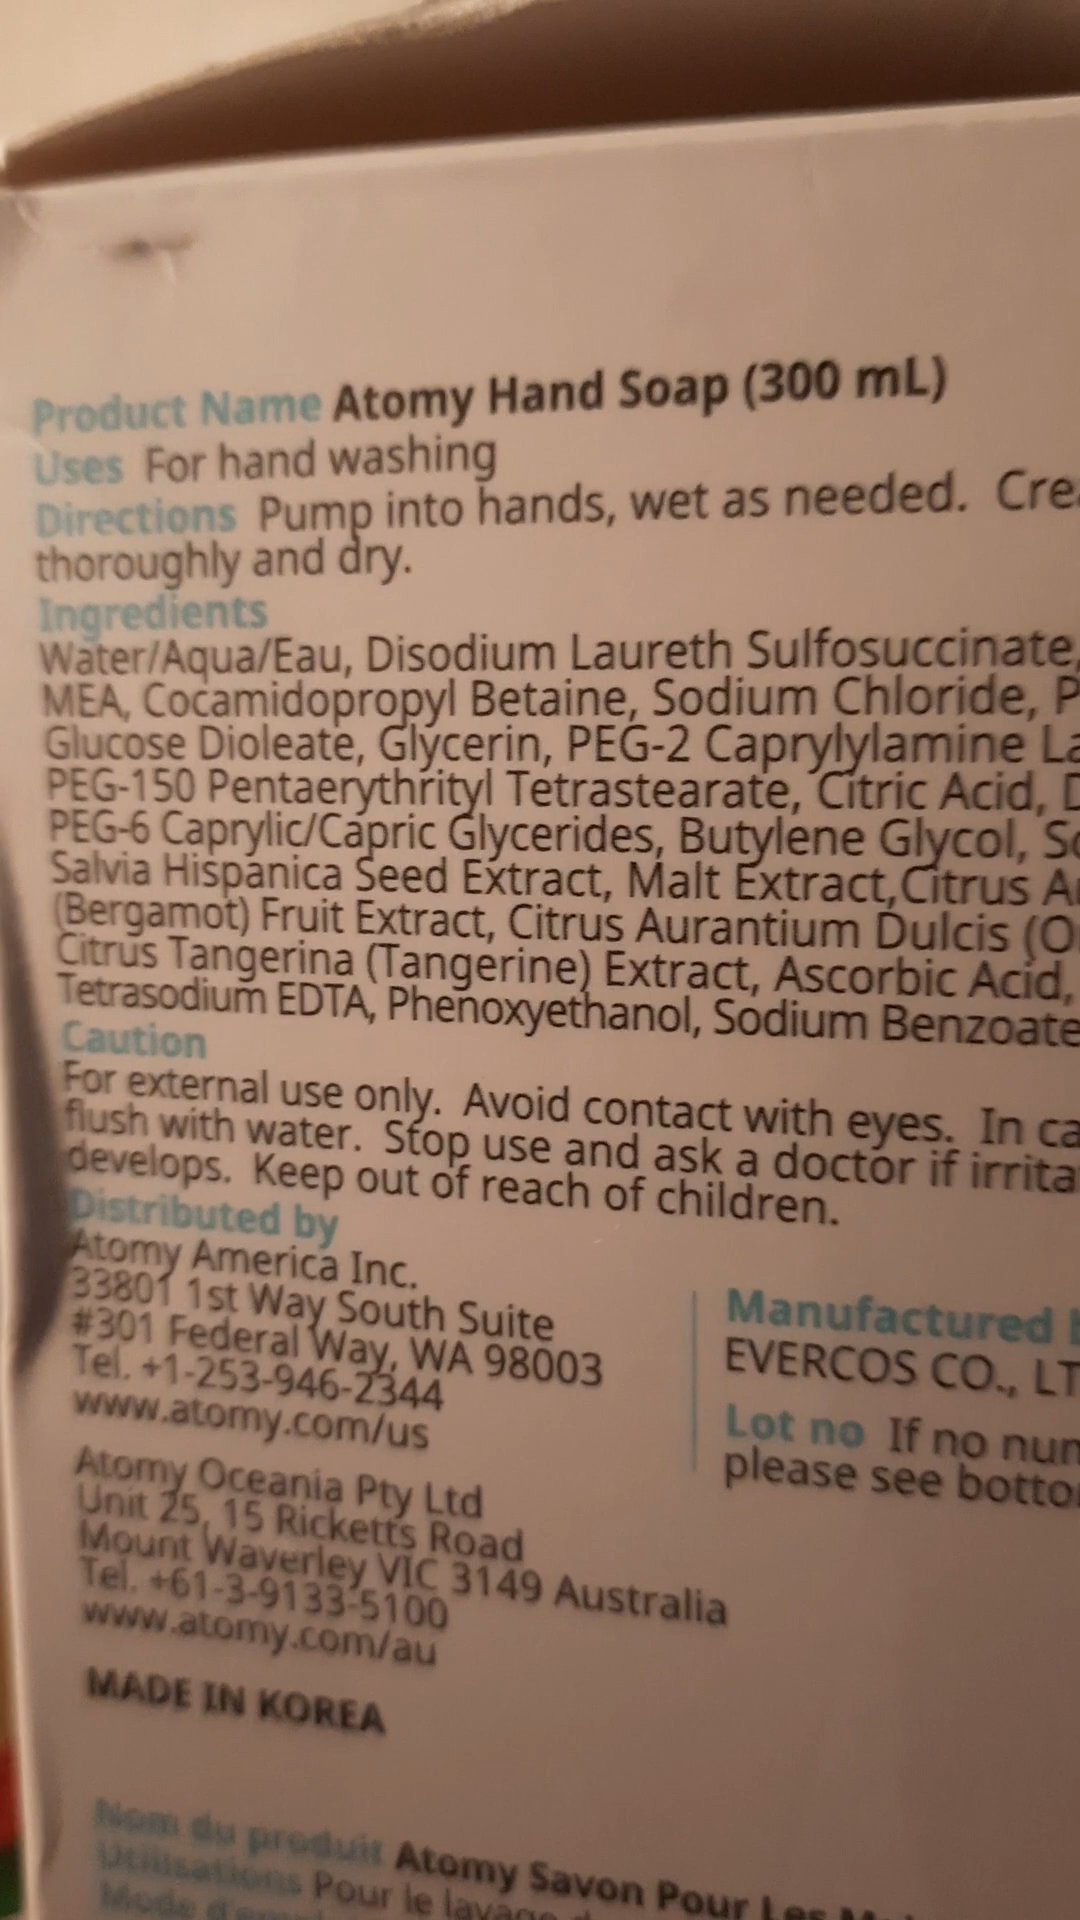 Product Name Atomy Hand Soap (300 mL)
Uses For hand washing
Directions Pump into hands, wet as needed. Cre
thoroughly and dry.
Ingredients
Water/Aqua/Eau, Disodium Laureth Sulfosuccinate,
MEA, Cocamidopropyl Betaine, Sodium Chloride, P
Glucose Dioleate, Glycerin, PEG-2 Caprylylamine La
PEG-150 Pentaerythrityl Tetrastearate, Citric Acid, D
PEG-6 Caprylic/Capric Glycerides, Butylene Glycol, So
Salvia Hispanica Seed Extract, Malt Extract,Citrus Au
(Bergamot) Fruit Extract, Citrus Aurantium Dulcis (O
Citrus Tangerina (Tangerine) Extract, Ascorbic Acid,
Tetrasodium EDTA, Phenoxyethanol, Sodium Benzoate
Caution
For external use only. Avoid contact with eyes. In ca
flush with water. Stop use and ask a doctor if irrita
develops. Keep out of reach of children.
Distributed by
Atomy America Inc.
33801 1st Way South Suite
#301 Federal Way, WA 98003
Tel. +1-253-946-2344
www.atomy.com/us
Atomy Oceania Pty Ltd
Unit 25, 15 Ricketts Road
Mount Waverley VIC 3149 Australia
Tel. +61-3-9133-5100
www.atomy.com/au
MADE IN KOREA
Manufactured
EVERCOS CO., LT
Lot no If no num
please see botto
Nom du produit Atomy Savon Pour Les
Utilisations Pour le lavage
Mode